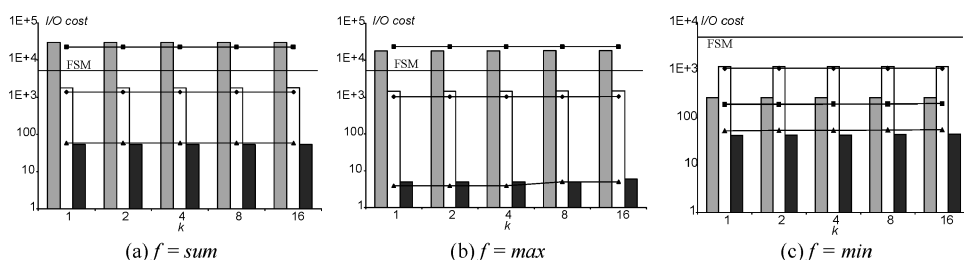 I/O cost
1E+5
1E+4
FSM
1E+3
100
10
1
1 2 4 8 16
k
(a) f = sum
I/O cost
1E+5
1E+4
FSM
1E+3
100
10
1
1 2 4 8 16
k
(b) f = max
I/O cost
1E+4
FSM
1E+3
100
10
1
1 2 4 8 16
k
(c) f = min